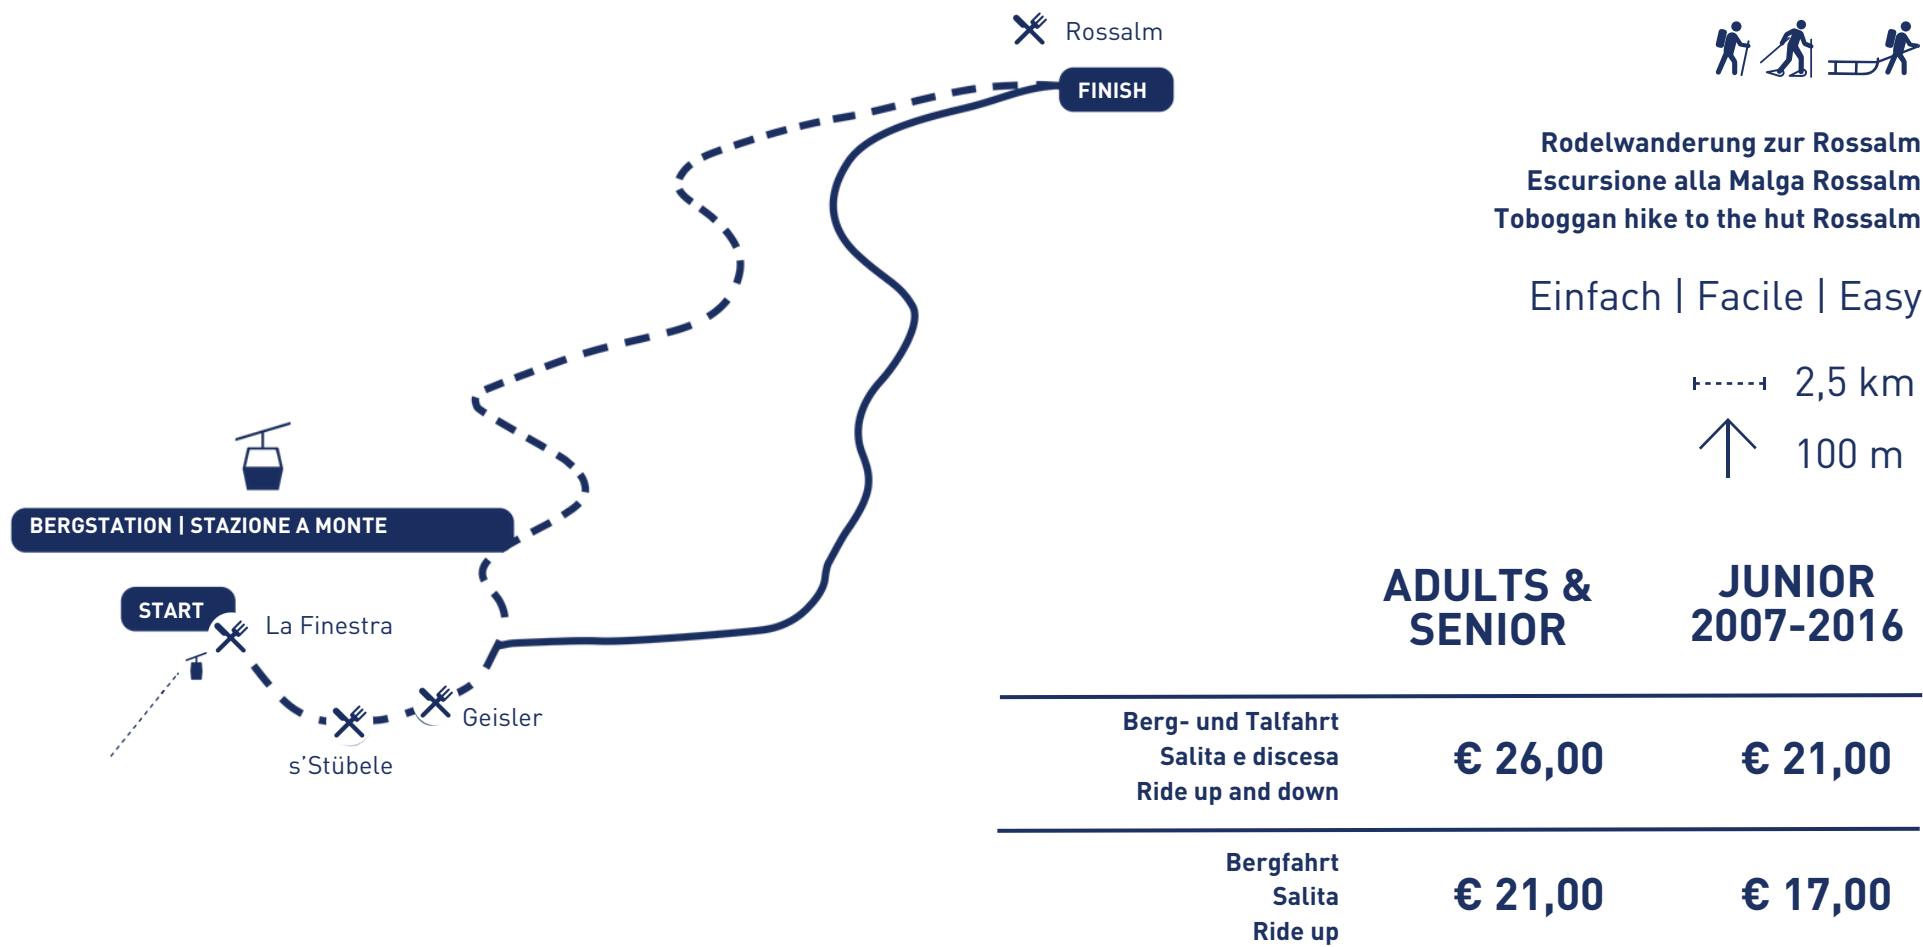 Rossalm
FINISH
Rodelwanderung zur Rossalm
Escursione alla Malga Rossalm
Toboggan hike to the hut Rossalm
Einfach | Facile | Easy
2,5 km
100 m
BERGSTATION | STAZIONE A MONTE
START
La Finestra
Geisler
s'Stübele
ADULTS &
SENIOR
JUNIOR
2007-2016
Berg- und Talfahrt
Salita e discesa
Ride up and down
€ 26,00
€ 21,00
Bergfahrt
Salita
Ride up
€ 21,00
€ 17,00